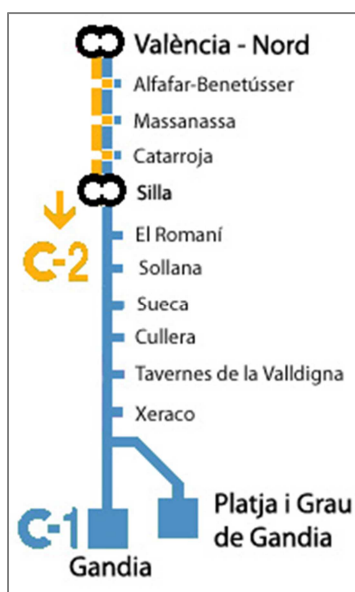 València - Nord
Alfafar-Benetússer
Massanassa
Catarroja
Silla
El Romaní
C-2
Sollana
Sueca
Cullera
Tavernes de la Valldigna
Xeraco
C-1
Platja i Grau
de Gandia
Gandia